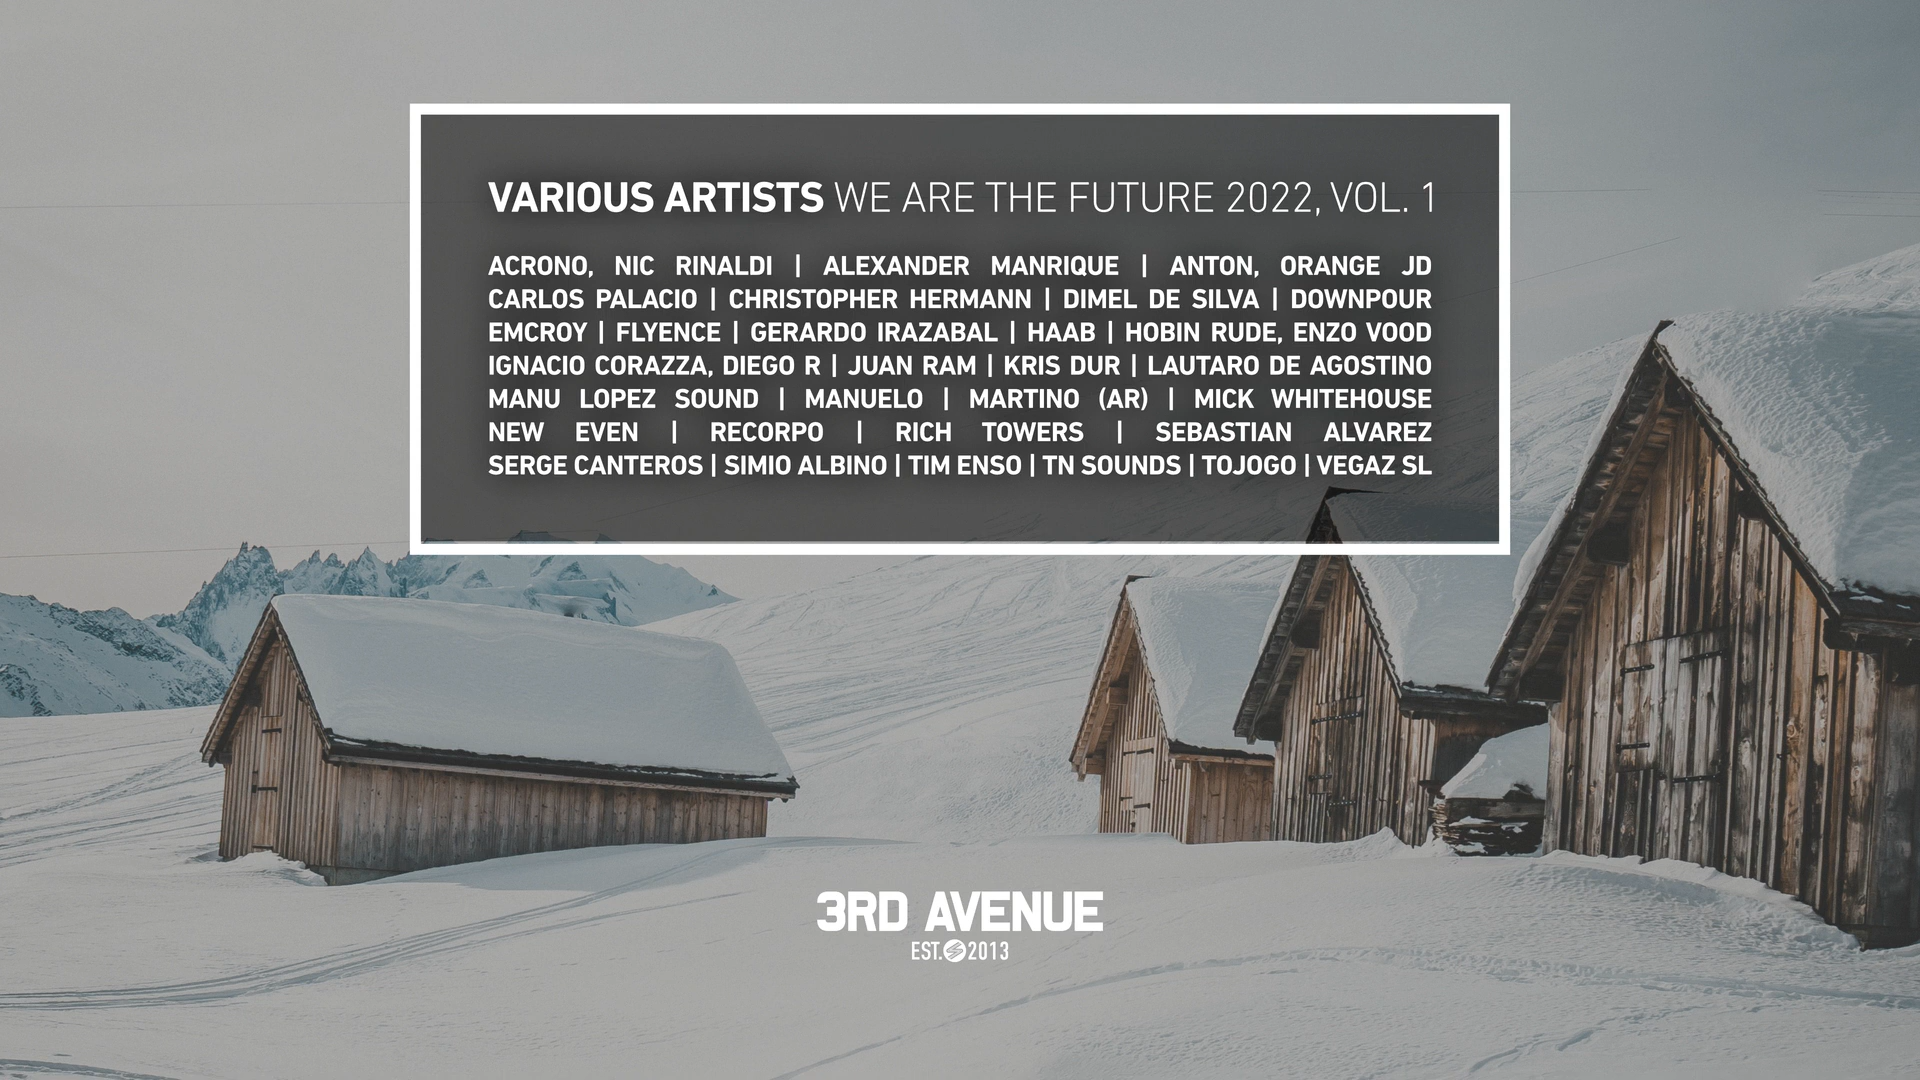 VARIOUS ARTISTS WE ARE THE FUTURE 2022, VOL. 1
ACRONO, NIC RINALDI | ALEXANDER MANRIQUE | ANTON, ORANGE JD
CARLOS PALACIO | CHRISTOPHER HERMANN | DIMEL DE SILVA | DOWNPOUR
EMCROY | FLYENCE | GERARDO IRAZABAL | HAAB | HOBIN RUDE, ENZO VOOD
IGNACIO CORAZZA, DIEGO R | JUAN RAM | KRIS DUR | LAUTARO DE AGOSTINO
MANU LOPEZ SOUND | MANUELO | MARTINO (AR) | MICK WHITEHOUSE
NEW EVEN | RECORPO | RICH TOWERS | SEBASTIAN ALVAREZ
SERGE CANTEROS | SIMIO ALBINO | TIM ENSO | TN SOUNDS | TOJOGO | VEGAZ SL
3RD AVENUE
EST. 2013